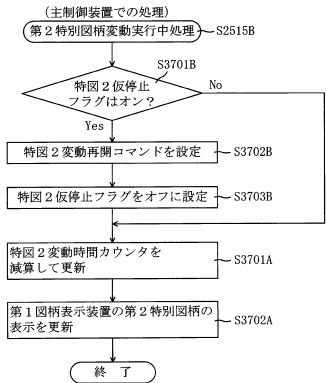 (主制御装置での処理)
第2特別図柄変動実行中処理
S2515B
S3701B
特図2仮停止
フラグはオン?
No
Yes
特図2変動再開コマンドを設定
S3702B
特図2仮停止フラグをオフに設定
S3703B
特図2変動時間カウンタを
減算して更新
S3701A
第1図柄表示装置の第2特別図柄の
表示を更新
S3702A
終 了